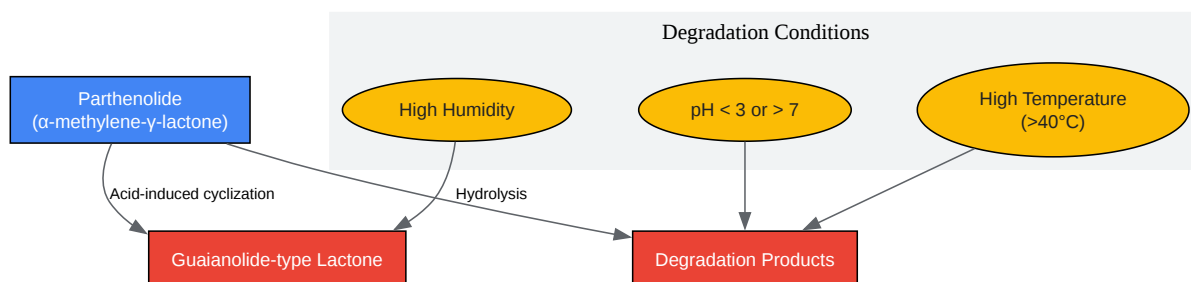 Degradation Conditions
Parthenolide
(α-methylene-γ-lactone)
High Humidity
pH < 3 or > 7
High Temperature
(>40°C)
Acid-induced cyclization
Hydrolysis
Guaianolide-type Lactone
Degradation Products